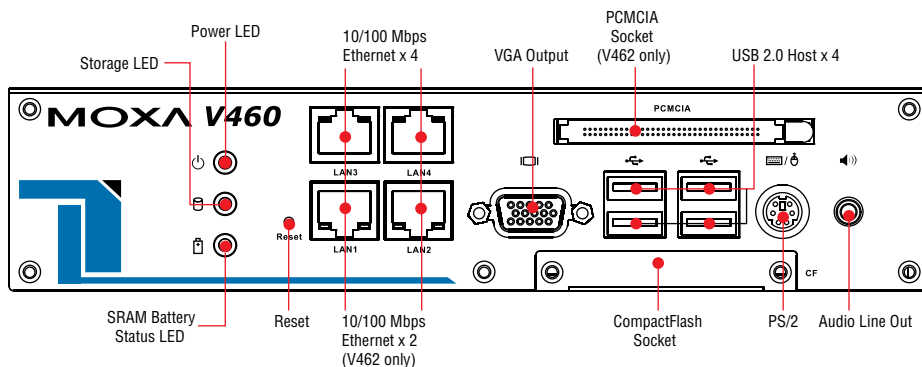 Power LED
10/100 Mbps
Ethernet x 4
PCMCIA
Socket
(V462 only)
Storage LED
VGA Output
USB 2.0 Host x 4
MOXA V460
PCMCIA
LAN3
LAN4
/
Reset
LAN1
LAN2
CF
SRAM Battery
Status LED
Reset
10/100 Mbps
Ethernet x 2
(V462 only)
CompactFlash
Socket
PS/2
Audio Line Out